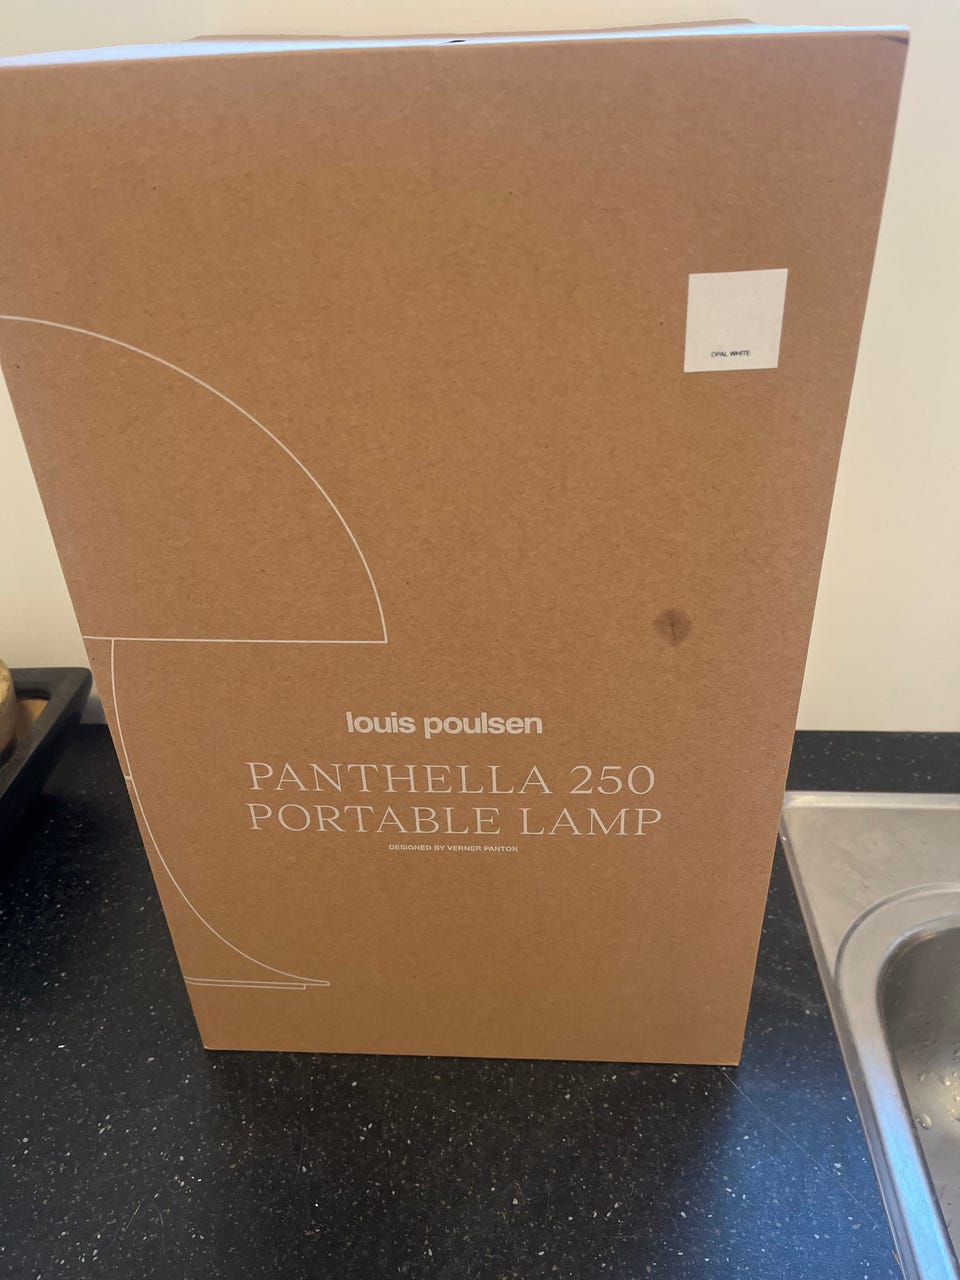 OPAL WHITE
louis poulsen
PANTHELLA 250
PORTABLE LAMP
DESIGNED BY VERNER PANTON